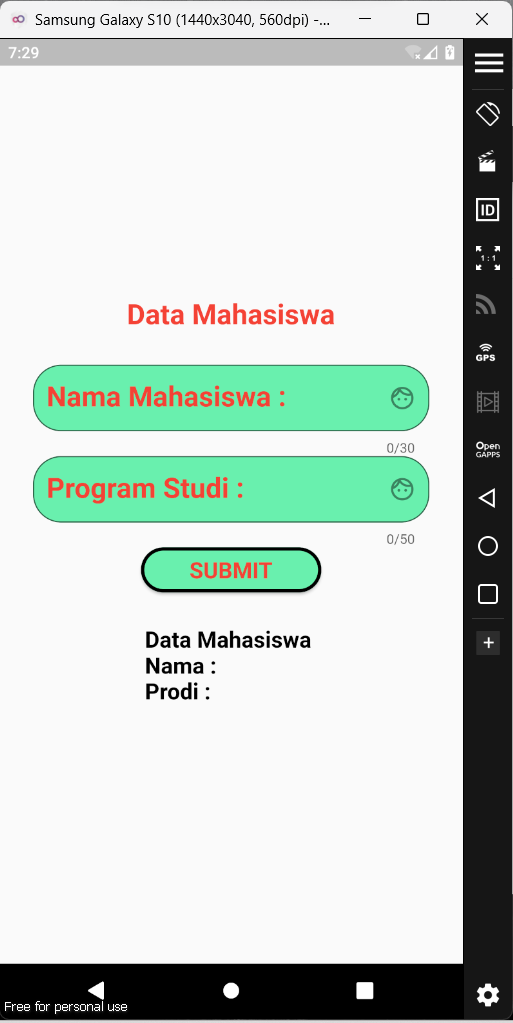 Samsung Galaxy S10 (1440x3040, 560dpi) -...
7:29
ID
1 : 1
GPS
Open
GAPPS
Data Mahasiswa
Nama Mahasiswa :
0/30
Program Studi :
0/50
SUBMIT
Data Mahasiswa
Nama :
Prodi :
Free for personal use